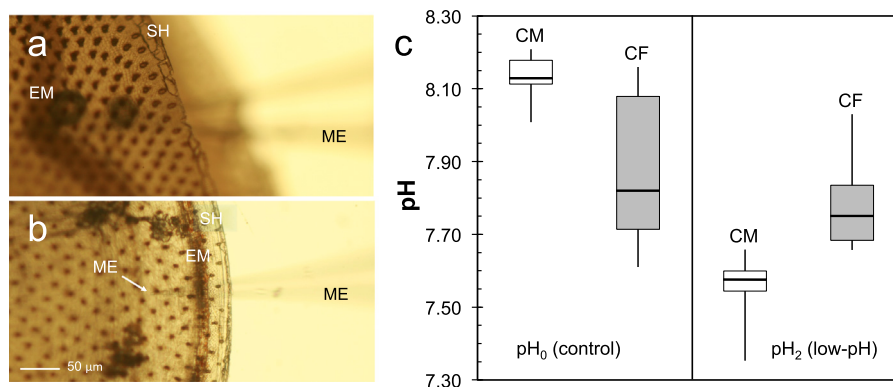 a
SH
EM
ME
b
SH
EM
ME
ME
50 µm
c
pH
8.30
8.10
7.90
7.70
7.50
7.30
CM
CF
CM
CF
pH₀ (control)
pH₂ (low-pH)